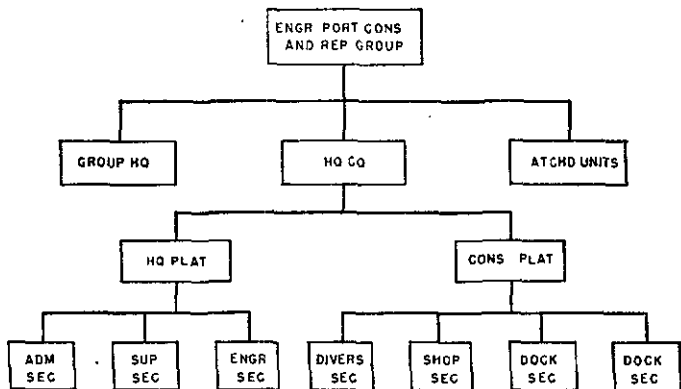 ENGR PORT CONS
AND REP GROUP
GROUP HQ
HQ CO
ATCHD UNITS
HQ PLAT
CONS PLAT
ADM
SEC
SUP
SEC
ENGR
SEC
DIVERS
SEC
SHOP
SEC
DOCK
SEC
DOCK
SEC